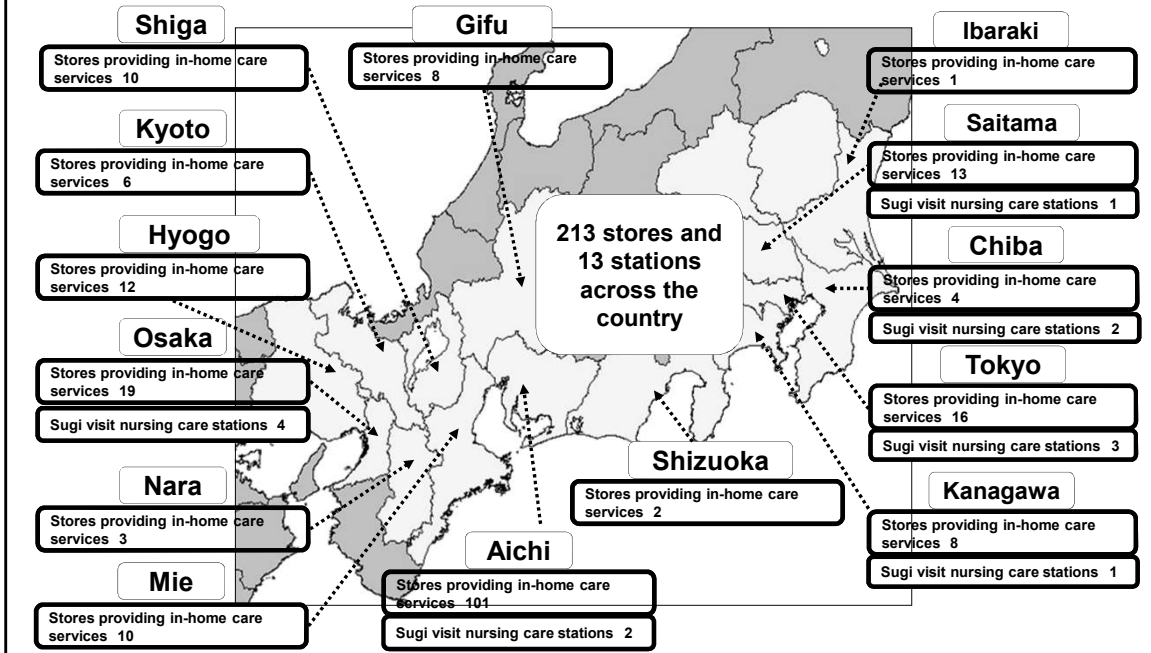 Shiga
Stores providing in-home care
services 10
Gifu
Stores providing in-home care
services 8
Ibaraki
Stores providing in-home care
services 1
Kyoto
Stores providing in-home care
services 6
Saitama
Stores providing in-home care
services 13
Sugi visit nursing care stations 1
Hyogo
Stores providing in-home care
services 12
213 stores and
13 stations
across the
country
Chiba
Stores providing in-home care
services 4
Sugi visit nursing care stations 2
Osaka
Stores providing in-home care
services 19
Sugi visit nursing care stations 4
Tokyo
Stores providing in-home care
services 16
Sugi visit nursing care stations 3
Nara
Stores providing in-home care
services 3
Shizuoka
Stores providing in-home care
services 2
Kanagawa
Stores providing in-home care
services 8
Sugi visit nursing care stations 1
Mie
Stores providing in-home care
services 10
Aichi
Stores providing in-home care
services 101
Sugi visit nursing care stations 2